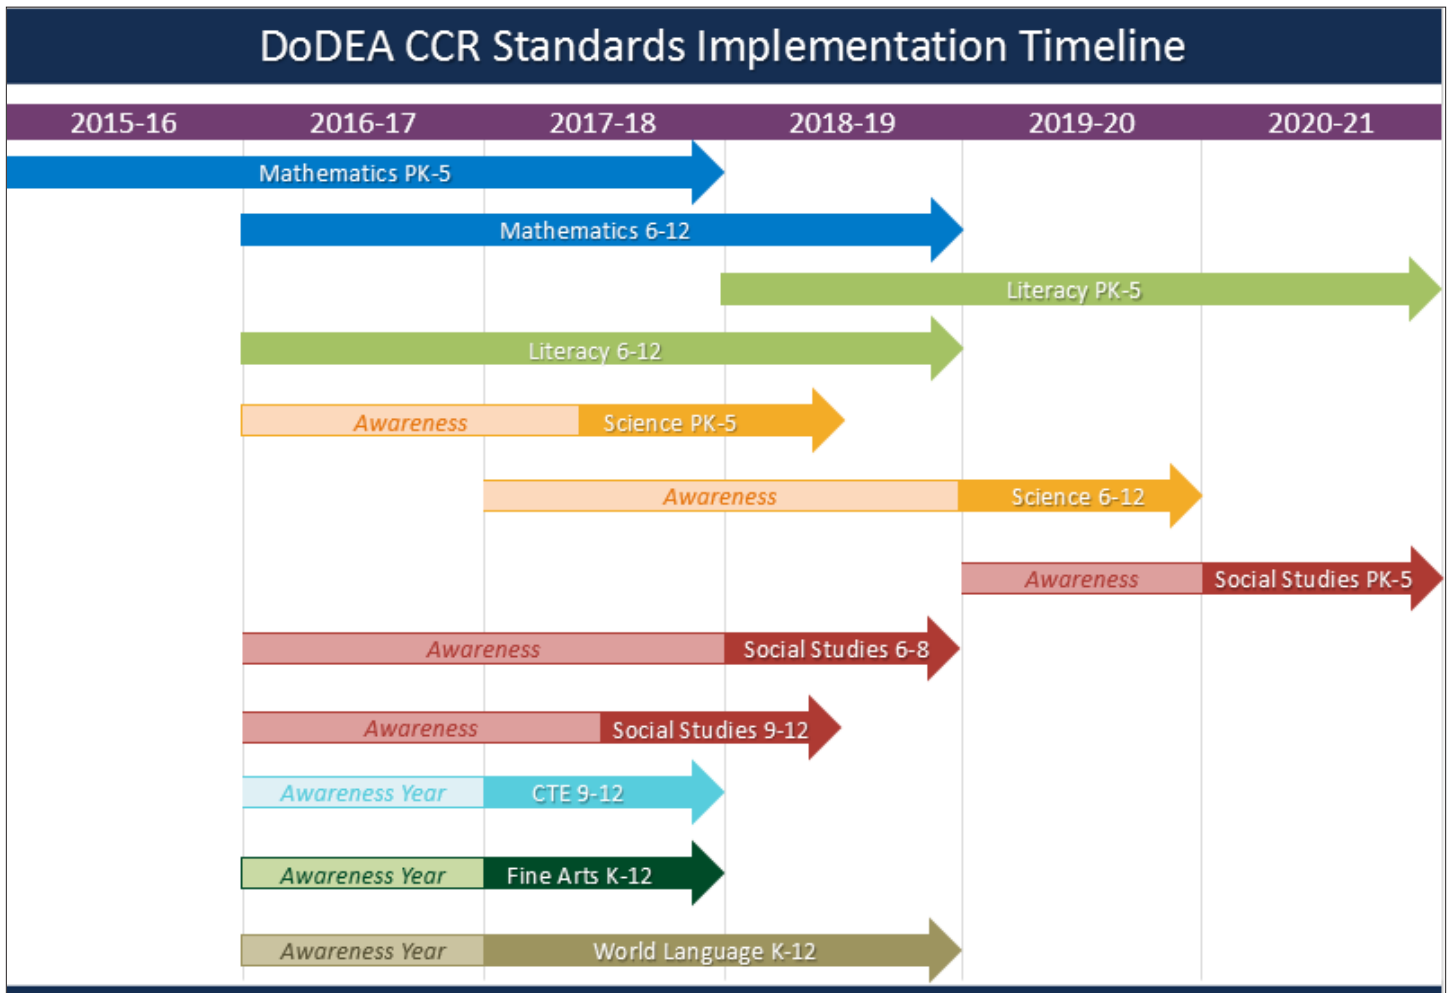 DoDEA CCR Standards Implementation Timeline
2015-16 2016-17 2017-18 2018-19 2019-20 2020-21
Mathematics PK-5
Mathematics 6-12
Literacy PK-5
Literacy 6-12
Awareness Science PK-5
Awareness Science 6-12
Awareness Social Studies PK-5
Awareness Social Studies 6-8
Awareness Social Studies 9-12
Awareness Year CTE 9-12
Awareness Year Fine Arts K-12
Awareness Year World Language K-12